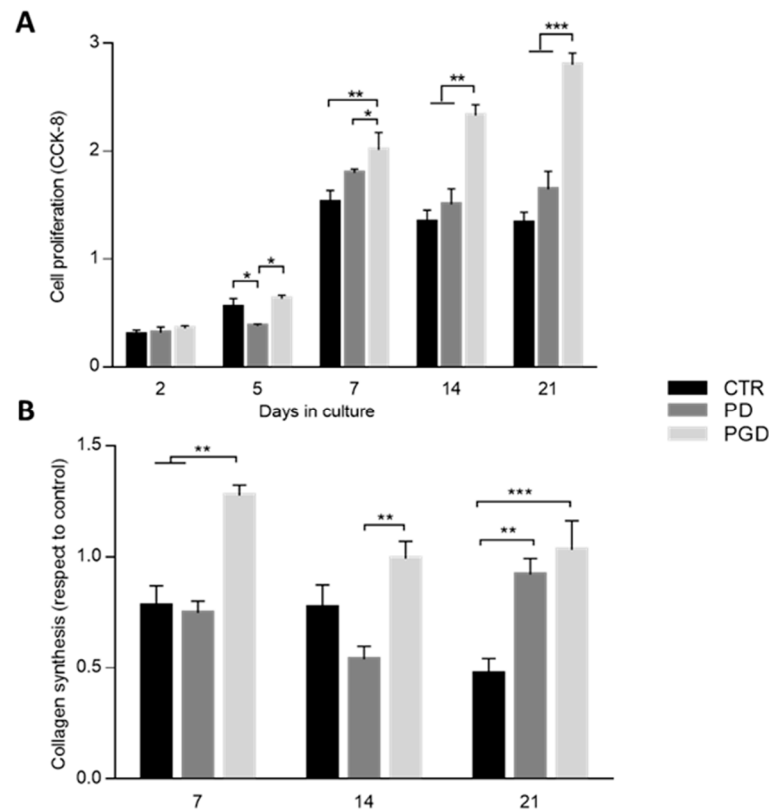 A
Cell proliferation (CCK-8)
3
2
1
0
***
**
**
*
*
*
2 5 7 14 21
Days in culture
CTR
PD
PGD
B
Collagen synthesis (respect to control)
1.5
1.0
0.5
0.0
**
***
**
**
7 14 21